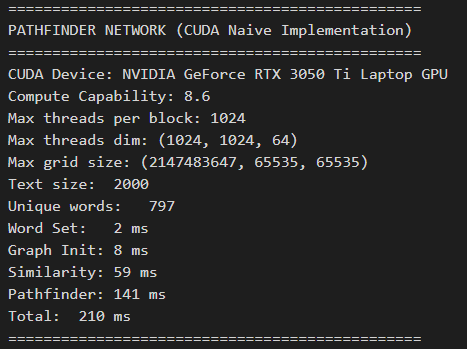 ==============================================
PATHFINDER NETWORK (CUDA Naive Implementation)
==============================================
CUDA Device: NVIDIA GeForce RTX 3050 Ti Laptop GPU
Compute Capability: 8.6
Max threads per block: 1024
Max threads dim: (1024, 1024, 64)
Max grid size: (2147483647, 65535, 65535)
Text size:  2000
Unique words:   797
Word Set:   2 ms
Graph Init: 8 ms
Similarity: 59 ms
Pathfinder: 141 ms
Total:  210 ms
==============================================